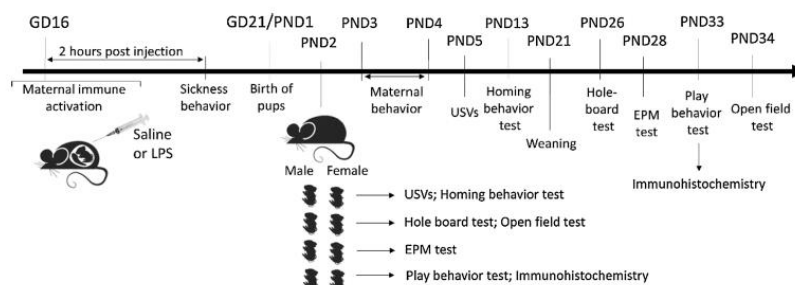 GD16
GD21/PND1
PND2
PND3
PND4
PND5
PND13
PND21
PND26
PND28
PND33
PND34
2 hours post injection
Maternal immune
activation
Sickness
behavior
Birth of
pups
Maternal
behavior
USVs
Homing
behavior
test
Weaning
Hole-
board
test
EPM
test
Play
behavior
test
Open field
test
Saline
or LPS
Immunohistochemistry
Male Female
USVs; Homing behavior test
Hole board test; Open field test
EPM test
Play behavior test; Immunohistochemistry